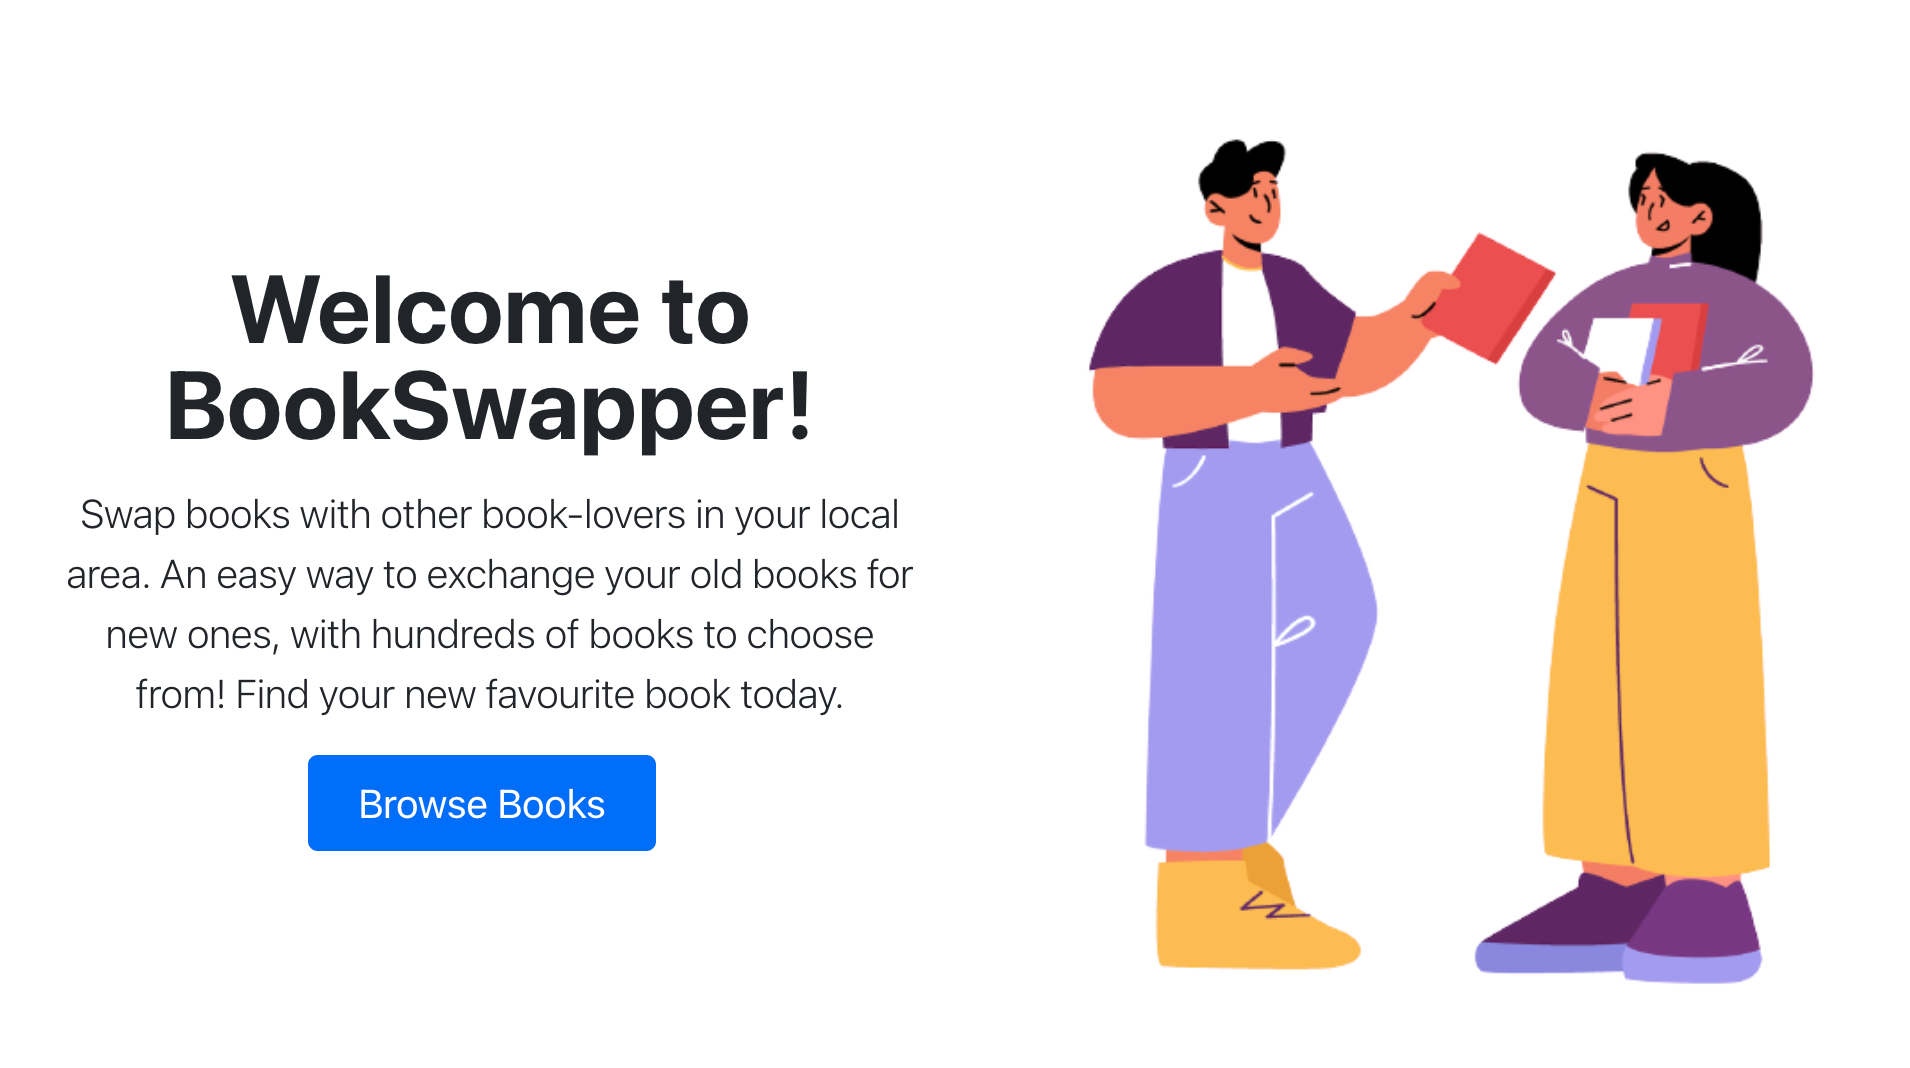 Welcome to
BookSwapper!
Swap books with other book-lovers in your local
area. An easy way to exchange your old books for
new ones, with hundreds of books to choose
from! Find your new favourite book today.
Browse Books